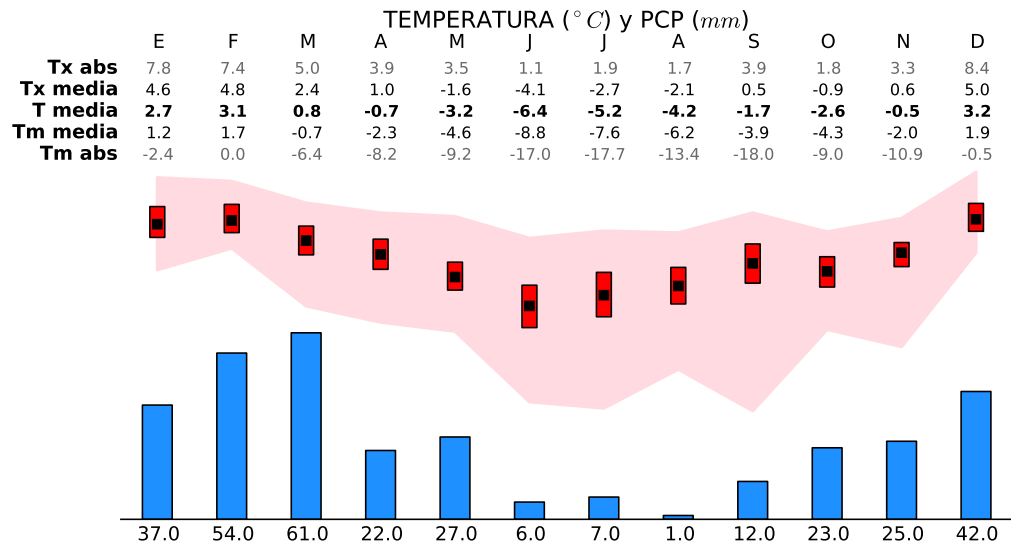 TEMPERATURA (°C) y PCP (mm)
E F M A M J J A S O N D
Tx abs 7.8 7.4 5.0 3.9 3.5 1.1 1.9 1.7 3.9 1.8 3.3 8.4
Tx media 4.6 4.8 2.4 1.0 -1.6 -4.1 -2.7 -2.1 0.5 -0.9 0.6 5.0
T media 2.7 3.1 0.8 -0.7 -3.2 -6.4 -5.2 -4.2 -1.7 -2.6 -0.5 3.2
Tm media 1.2 1.7 -0.7 -2.3 -4.6 -8.8 -7.6 -6.2 -3.9 -4.3 -2.0 1.9
Tm abs -2.4 0.0 -6.4 -8.2 -9.2 -17.0 -17.7 -13.4 -18.0 -9.0 -10.9 -0.5
37.0 54.0 61.0 22.0 27.0 6.0 7.0 1.0 12.0 23.0 25.0 42.0